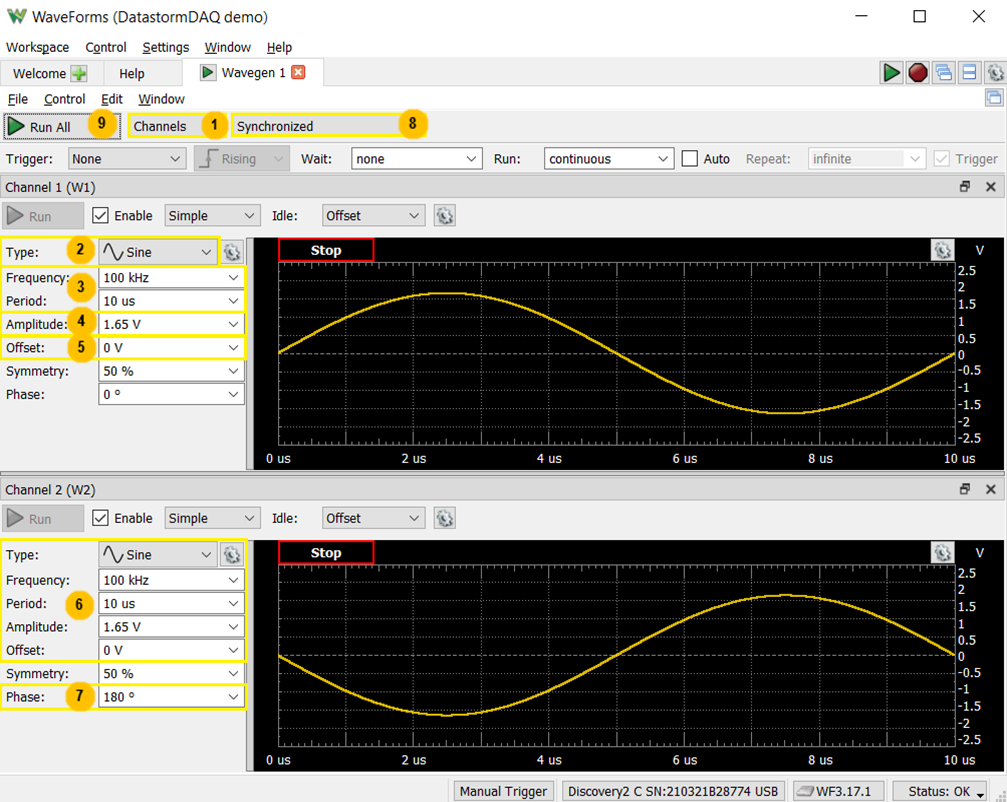 WaveForms (DatastormDAQ demo)
Workspace Control Settings Window Help
Welcome Help Wavegen 1
File Control Edit Window
Run All 9 Channels 1 Synchronized 8
Trigger: None Rising Wait: none Run: continuous Auto Repeat: infinite Trigger
Channel 1 (W1)
Run Enable Simple Idle: Offset
Type: 2 Sine
Frequency: 100 kHz
3
Period: 10 us
Amplitude: 4 1.65 V
Offset: 5 0 V
Symmetry: 50 %
Phase: 0 º
Stop V
2.5
2
1.5
1
0.5
0
-0.5
-1
-1.5
-2
-2.5
0 us 2 us 4 us 6 us 8 us 10 us
Channel 2 (W2)
Run Enable Simple Idle: Offset
Type: Sine
Frequency: 100 kHz
Period: 6 10 us
Amplitude: 1.65 V
Offset: 0 V
Symmetry: 50 %
Phase: 7 180 º
Stop V
2.5
2
1.5
1
0.5
0
-0.5
-1
-1.5
-2
-2.5
0 us 2 us 4 us 6 us 8 us 10 us
Manual Trigger Discovery2 C SN:210321B28774 USB WF3.17.1 Status: OK